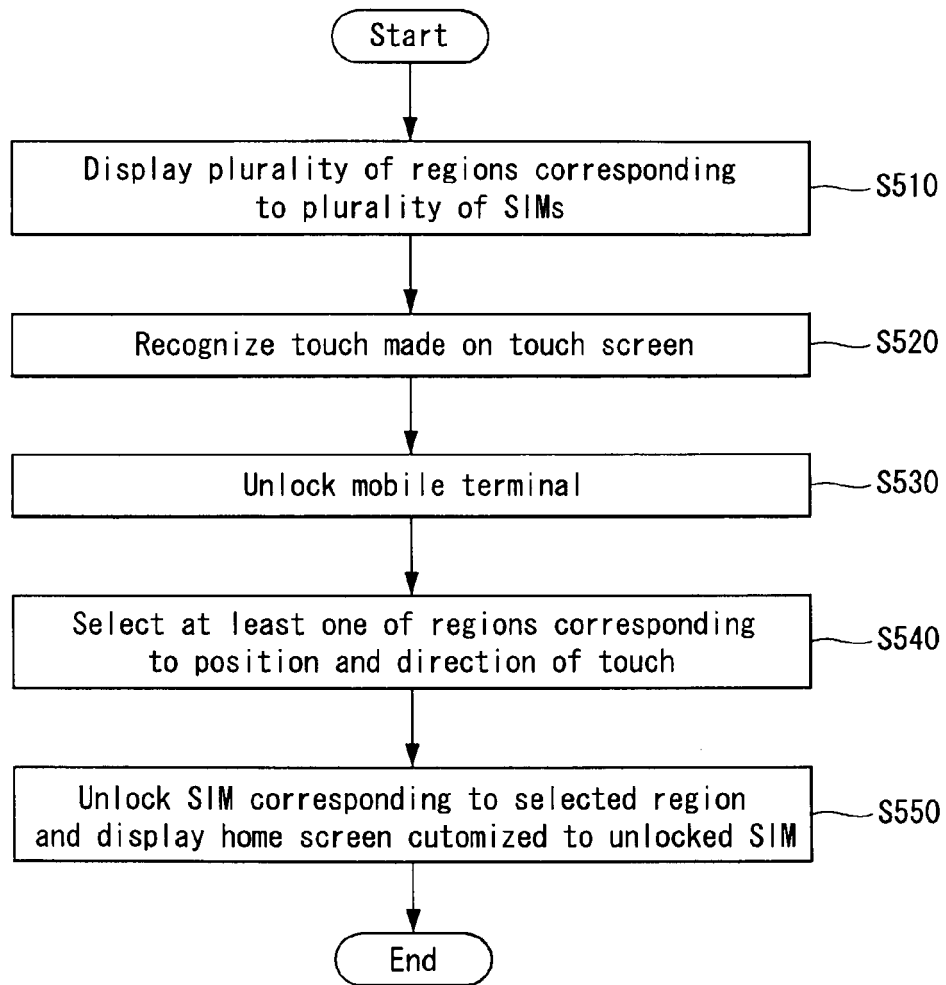 Start
Display plurality of regions corresponding
to plurality of SIMs
S510
Recognize touch made on touch screen
S520
Unlock mobile terminal
S530
Select at least one of regions corresponding
to position and direction of touch
S540
Unlock SIM corresponding to selected region
and display home screen cutomized to unlocked SIM
S550
End